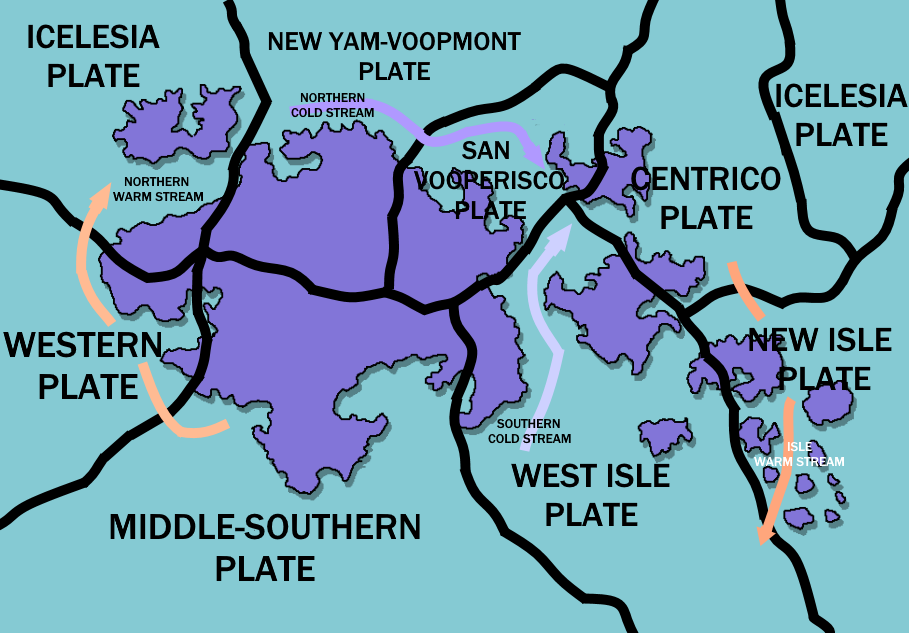 ICELESIA
PLATE
NEW YAM-VOOPMONT
PLATE
NORTHERN
COLD STREAM
ICELESIA
PLATE
SAN
VOOPERISCO
PLATE
CENTRICO
PLATE
NORTHERN
WARM STREAM
WESTERN
PLATE
NEW ISLE
PLATE
SOUTHERN
COLD STREAM
ISLE
WARM STREAM
WEST ISLE
PLATE
MIDDLE-SOUTHERN
PLATE